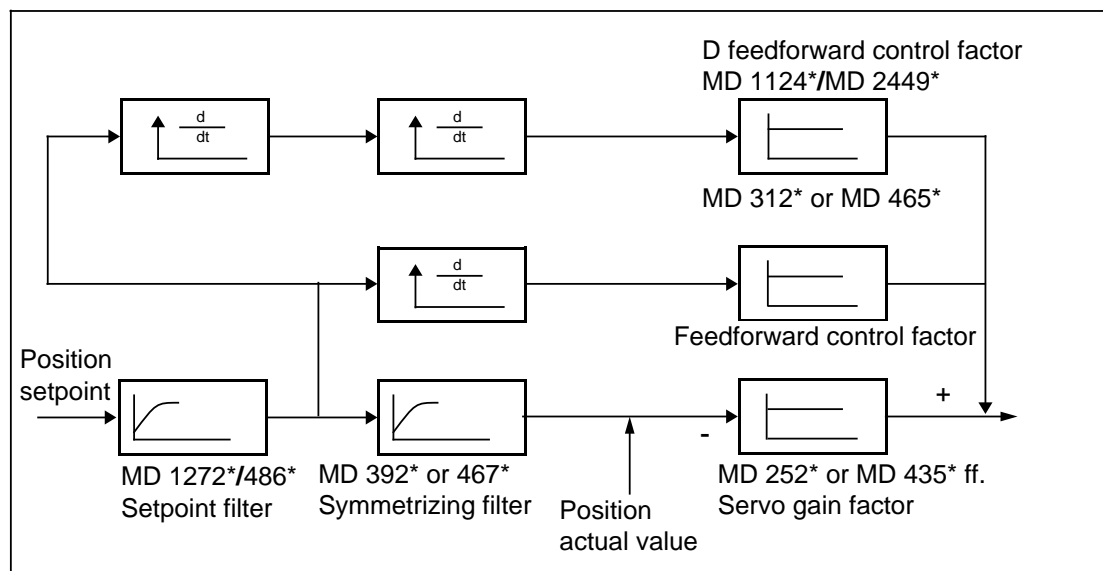 D feedforward control factor
MD 1124*/MD 2449*
d
dt
d
dt
MD 312* or MD 465*
d
dt
Feedforward control factor
Position
setpoint
+
-
MD 1272*/486*
Setpoint filter
MD 392* or 467*
Symmetrizing filter
Position
actual value
MD 252* or MD 435* ff.
Servo gain factor